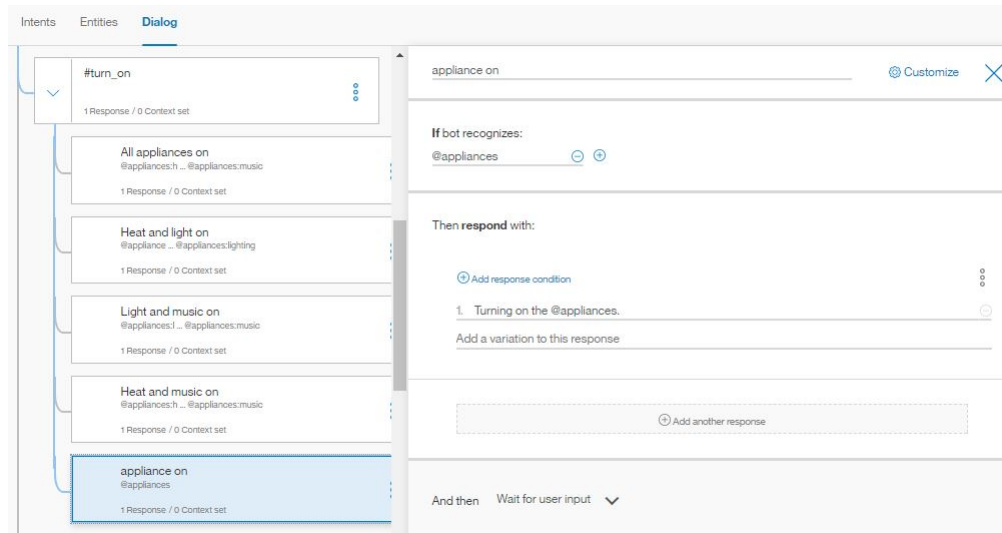 Intents Entities Dialog
#turn_on
1 Response / 0 Context set
All appliances on
@appliances:h ... @appliances:music
1 Response / 0 Context set
Heat and light on
@appliance ... @appliances:lighting
1 Response / 0 Context set
Light and music on
@appliances:l ... @appliances:music
1 Response / 0 Context set
Heat and music on
@appliances:h ... @appliances:music
1 Response / 0 Context set
appliance on
@appliances
1 Response / 0 Context set
appliance on
Customize
If bot recognizes:
@appliances
Then respond with:
Add response condition
1. Turning on the @appliances.
Add a variation to this response
Add another response
And then Wait for user input